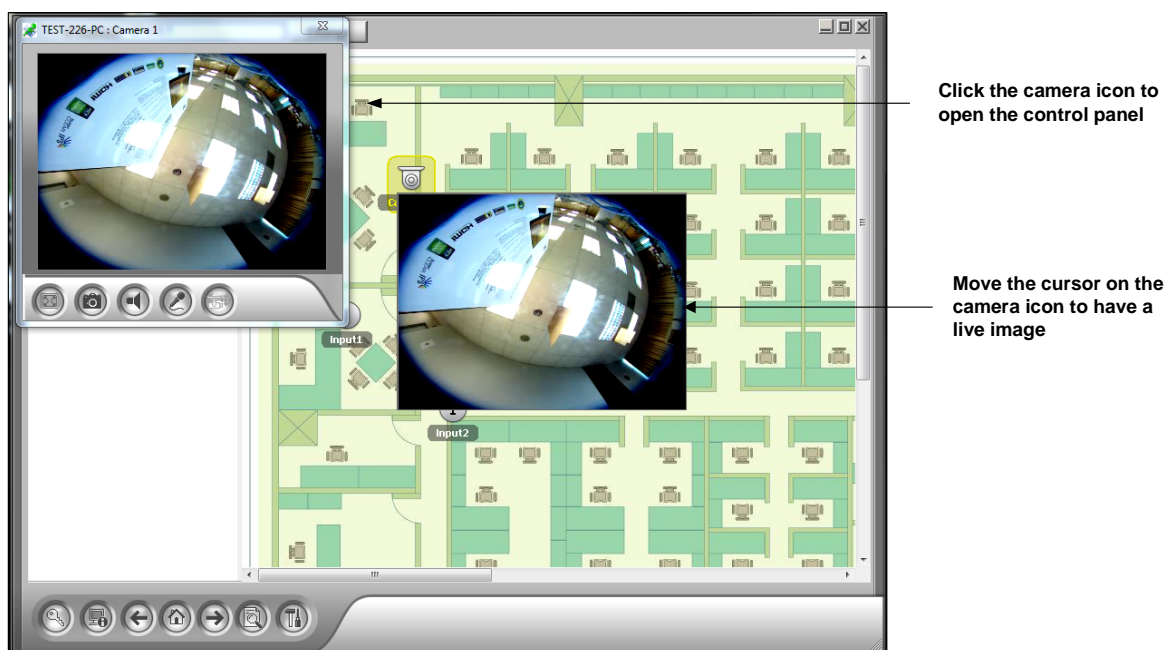 TEST-226-PC : Camera 1
Click the camera icon to
open the control panel
Move the cursor on the
camera icon to have a
live image
Input1
Input2